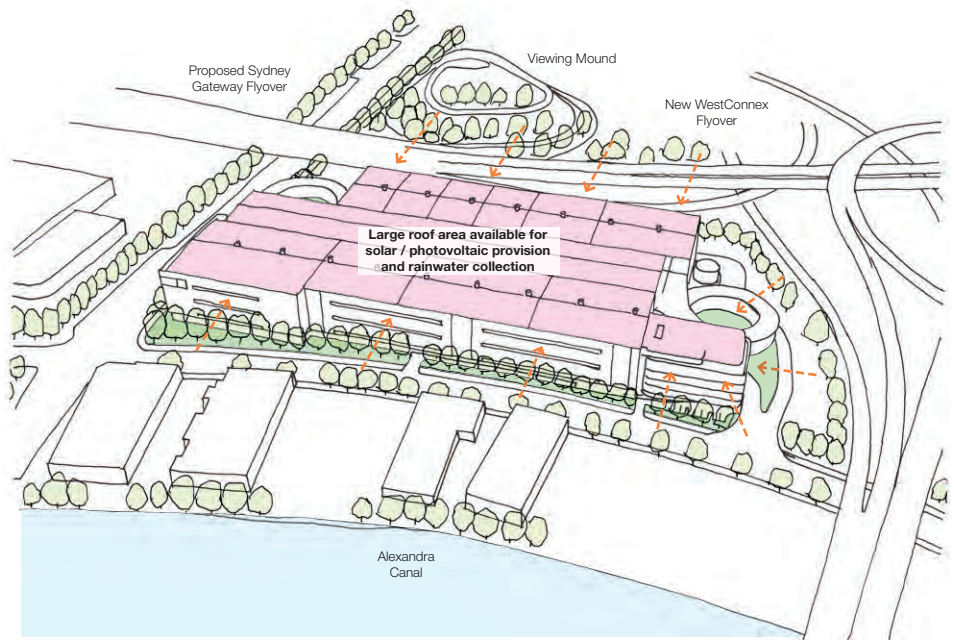 Viewing Mound
Proposed Sydney
Gateway Flyover
New WestConnex
Flyover
Large roof area available for
solar / photovoltaic provision
and rainwater collection
Alexandra
Canal